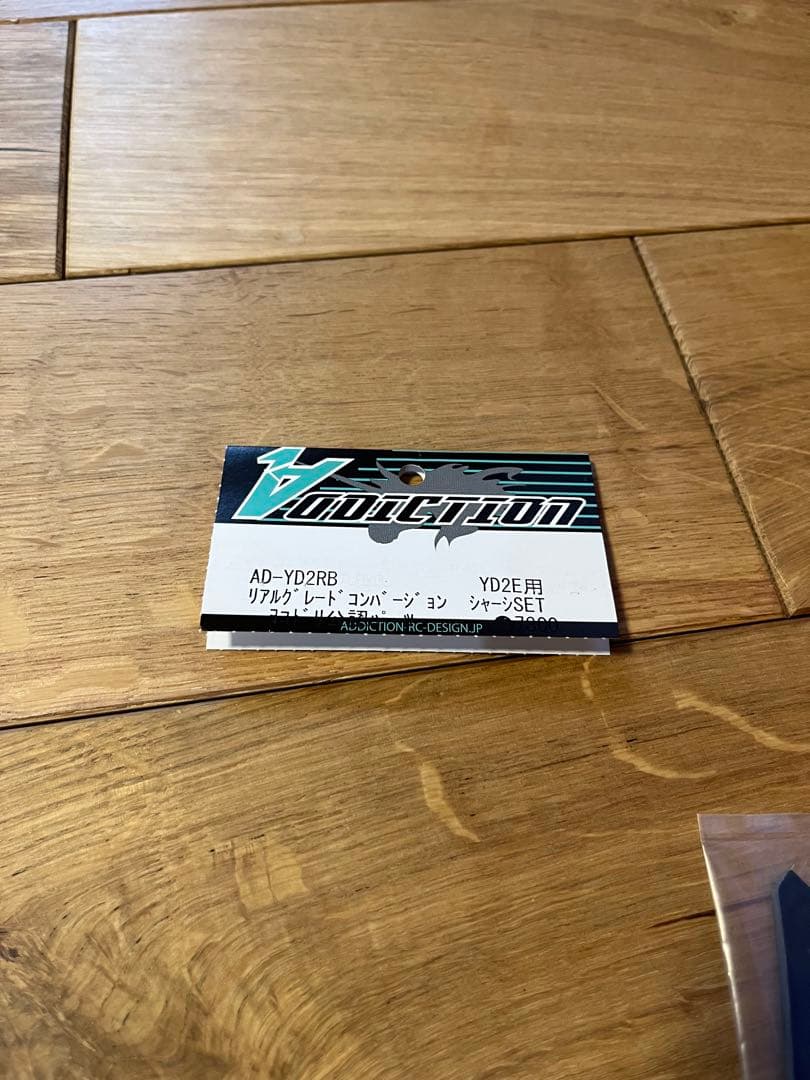 ADDICTION
AD-YD2RB YD2E用
リアルグレードコンバージョン シャーシSET
ADDICTION-RC-DESIGN.JP